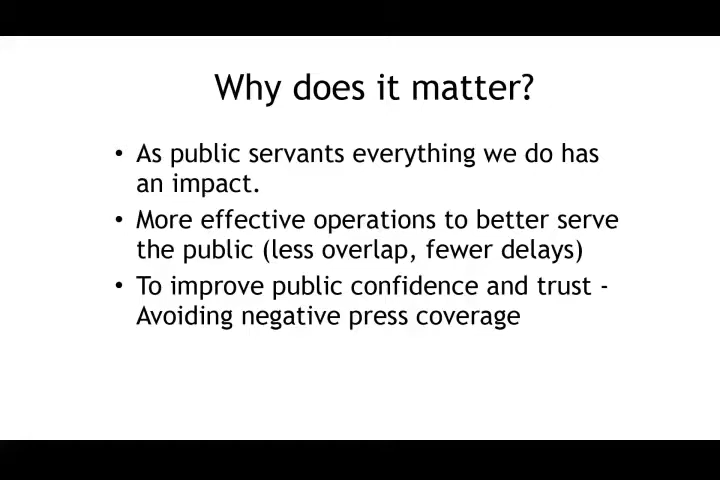 Why does it matter?
• As public servants everything we do has
an impact.
• More effective operations to better serve
the public (less overlap, fewer delays)
• To improve public confidence and trust -
Avoiding negative press coverage